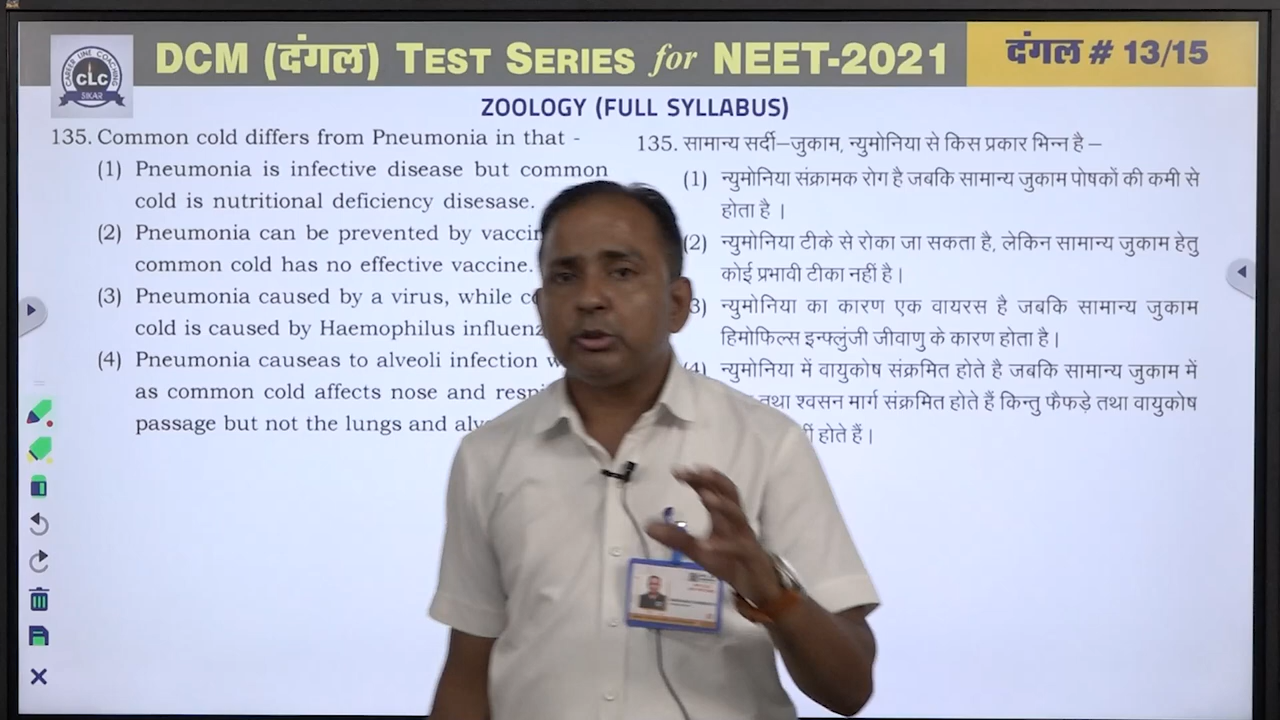 DCM (दंगल) TEST SERIES for NEET-2021
दंगल # 13/15
CAREER LINE COACHING
CLC
SIKAR
ZOOLOGY (FULL SYLLABUS)
135. Common cold differs from Pneumonia in that -
(1) Pneumonia is infective disease but common
cold is nutritional deficiency disesase.
(2) Pneumonia can be prevented by
common cold has no effective vaccine.
(3) Pneumonia caused by a virus, while
cold is caused by Haemophilus
(4) Pneumonia causeas to alveoli infection
as common cold affects nose and
passage but not the lungs and
135. सामान्य सर्दी–जुकाम, न्युमोनिया से किस प्रकार भिन्न है –
(1) न्युमोनिया संक्रामक रोग है जबकि सामान्य जुकाम पोषकों की कमी से
होता है ।
(2) न्युमोनिया टीके से रोका जा सकता है, लेकिन सामान्य जुकाम हेतु
कोई प्रभावी टीका नहीं है।
3) न्युमोनिया का कारण एक वायरस है जबकि सामान्य जुकाम
हिमोफिल्स इन्फ्लुंजी जीवाणु के कारण होता है।
(4) न्युमोनिया में वायुकोष संक्रमित होते है जबकि सामान्य जुकाम में
तथा श्वसन मार्ग संक्रमित होते हैं किन्तु फैफड़े तथा वायुकोष
होते हैं।